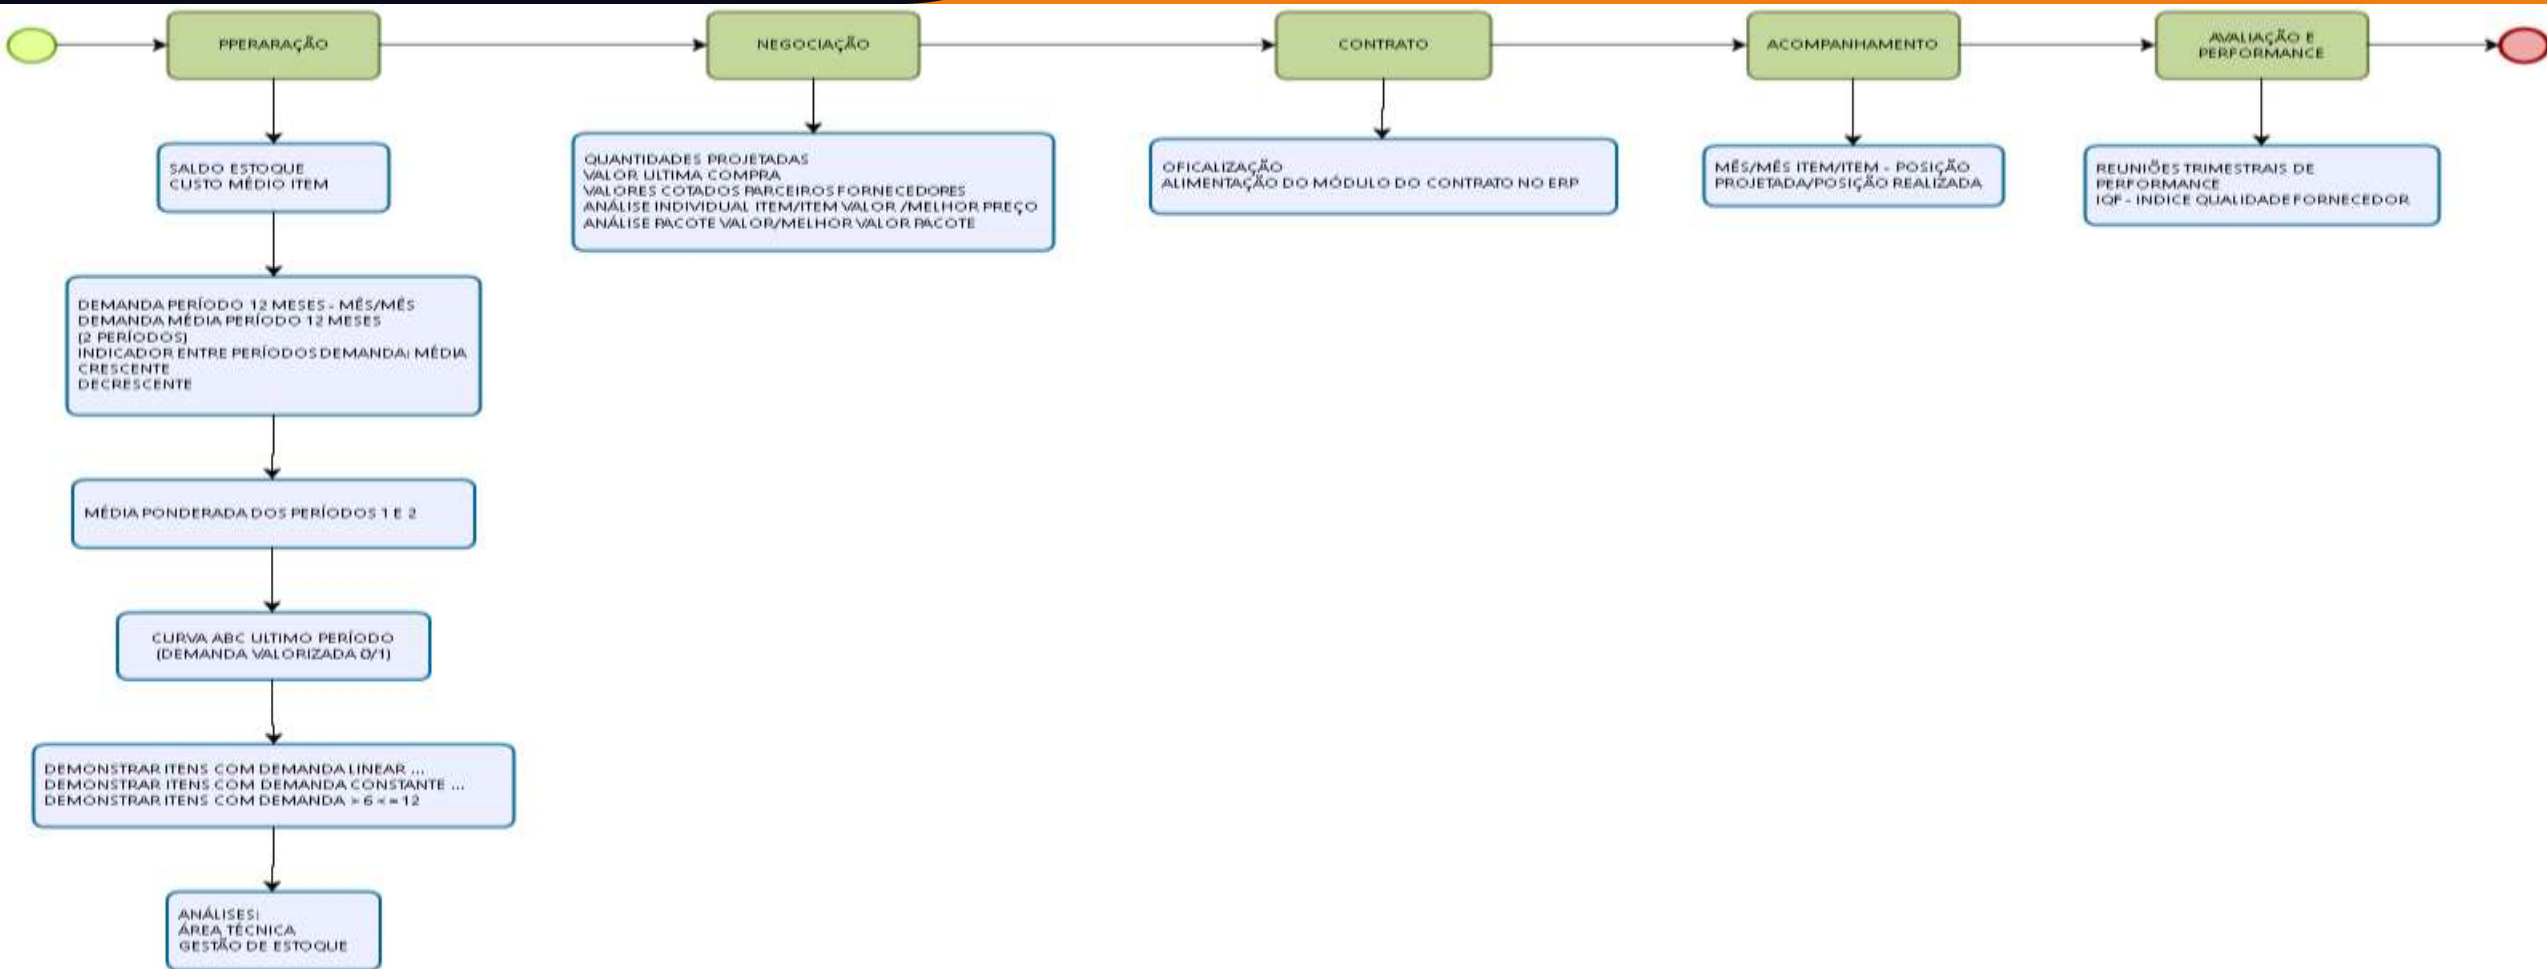 PPERARAÇÃO
NEGOCIAÇÃO
CONTRATO
ACOMPANHAMENTO
AVALIAÇÃO E
PERFORMANCE
SALDO ESTOQUE
CUSTO MÉDIO ITEM
DEMANDA PERÍODO 12 MESES - MÊS/MÊS
DEMANDA MÉDIA PERÍODO 12 MESES
(2 PERÍODOS)
INDICADOR ENTRE PERÍODOS DEMANDA: MÉDIA
CRESCENTE
DECRESCENTE
MÉDIA PONDERADA DOS PERÍODOS 1 E 2
CURVA ABC ULTIMO PERÍODO
(DEMANDA VALORIZADA 0/1)
DEMONSTRAR ITENS COM DEMANDA LINEAR ...
DEMONSTRAR ITENS COM DEMANDA CONSTANTE ...
DEMONSTRAR ITENS COM DEMANDA > 6 <= 12
ANÁLISES:
ÁREA TÉCNICA
GESTÃO DE ESTOQUE
QUANTIDADES PROJETADAS
VALOR ULTIMA COMPRA
VALORES COTADOS PARCEIROS FORNECEDORES
ANÁLISE INDIVIDUAL ITEM/ITEM VALOR /MELHOR PREÇO
ANÁLISE PACOTE VALOR/MELHOR VALOR PACOTE
OFICALIZAÇÃO
ALIMENTAÇÃO DO MÓDULO DO CONTRATO NO ERP
MÊS/MÊS ITEM/ITEM - POSIÇÃO
PROJETADA/POSIÇÃO REALIZADA
REUNIÕES TRIMESTRAIS DE
PERFORMANCE
IQF - INDICE QUALIDADE FORNECEDOR